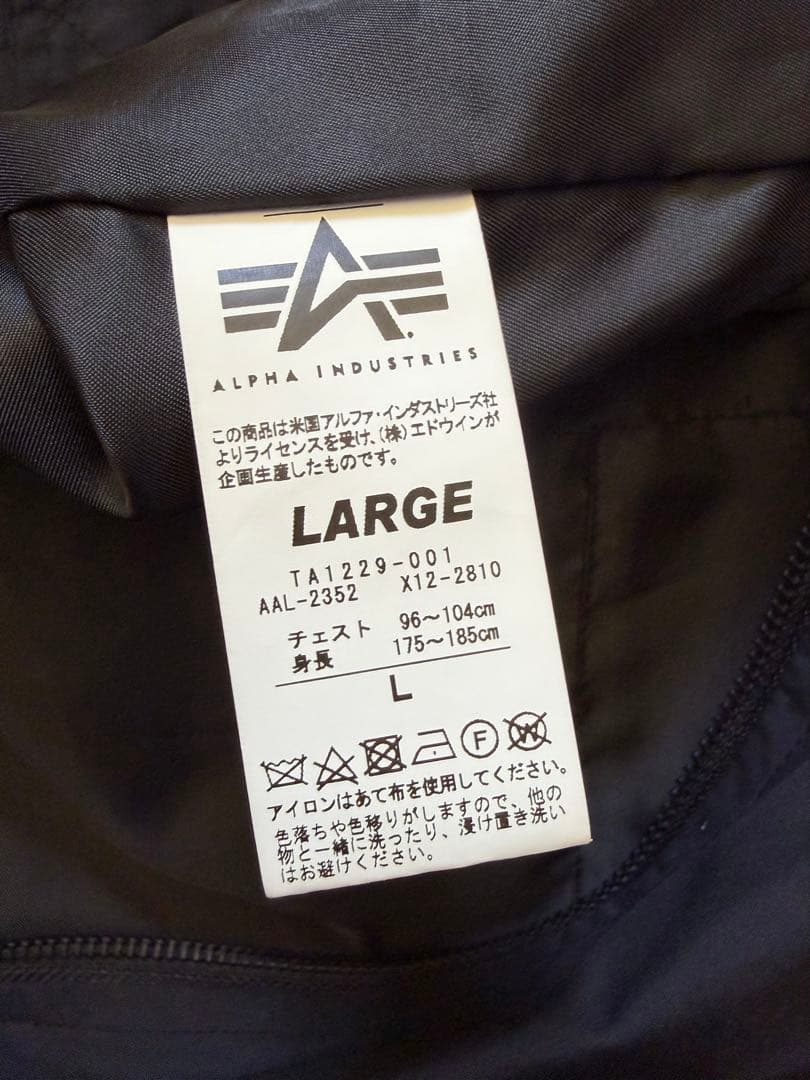 ALPHA INDUSTRIES
この商品は米国アルファ・インダストリーズ社
よりライセンスを受け、(株)エドウインが
企画生産したものです。
LARGE
TA1229-001
AAL-2352 X12-2810
チェスト 96〜104cm
身長 175〜185cm
L
F W
アイロンはあて布を使用してください。
色落ちや色移りがしますので、他の
物と一緒に洗ったり、浸け置き洗い
はお避けください。